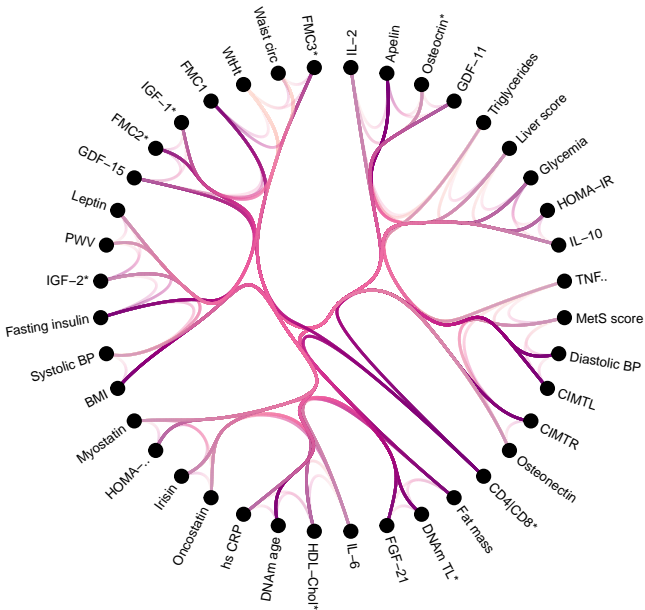 IL−2
Apelin
Osteocrin*
GDF−11
Triglycerides
Liver score
Glycemia
HOMA−IR
IL−10
TNF..
MetS score
Diastolic BP
CIMTL
CIMTR
Osteonectin
CD4|CD8*
Fat mass
DNAm TL*
FGF−21
IL−6
HDL−Chol*
DNAm age
hs CRP
Oncostatin
Irisin
HOMA−..
Myostatin
BMI
Systolic BP
Fasting insulin
IGF−2*
PWV
Leptin
GDF−15
FMC2*
IGF−1*
FMC1
WtHt
Waist circ
FMC3*